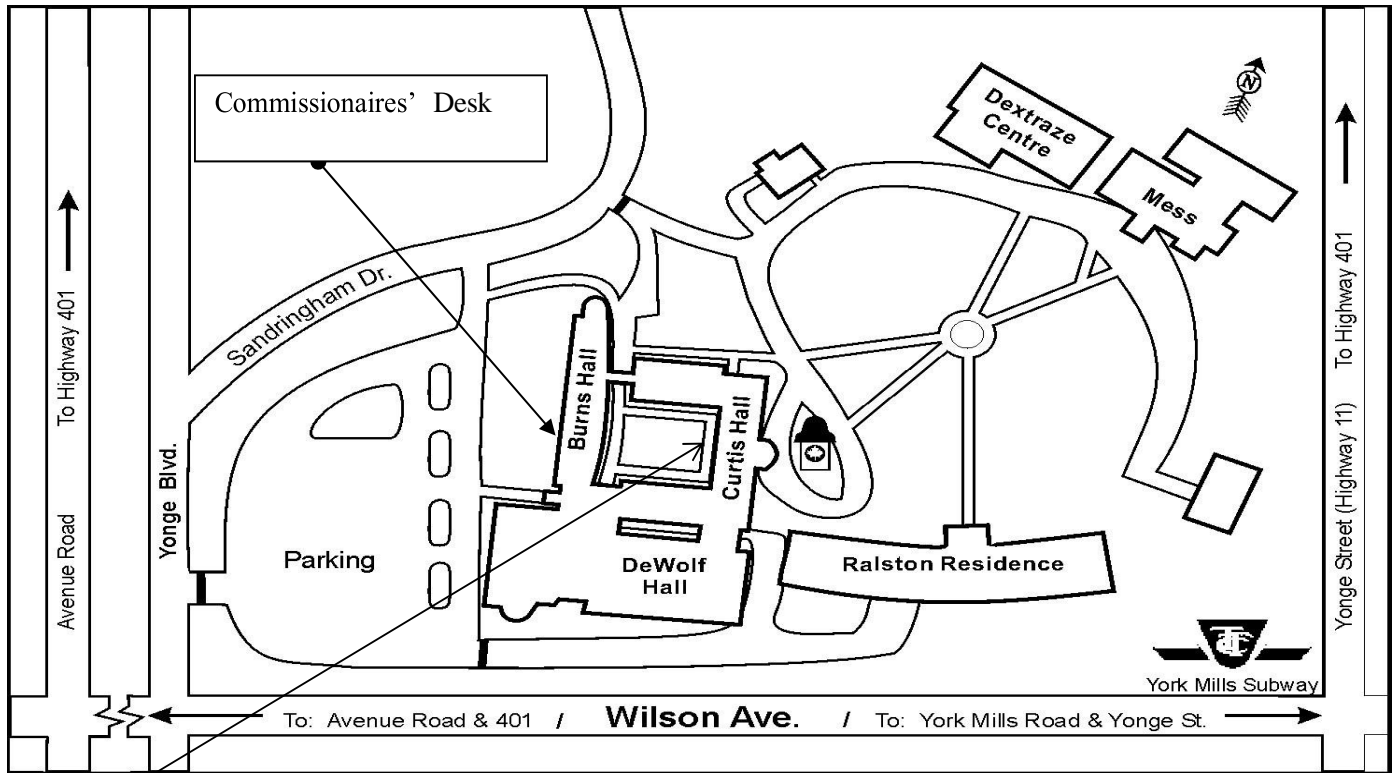 Commissionaires' Desk
Dextraze
Centre
N
Mess
To Highway 401
Avenue Road
Yonge Blvd.
Sandringham Dr.
Burns Hall
Curtis Hall
Parking
DeWolf
Hall
Ralston Residence
To Highway 401
Yonge Street (Highway 11)
TTC
York Mills Subway
To: Avenue Road & 401 / Wilson Ave. / To: York Mills Road & Yonge St.